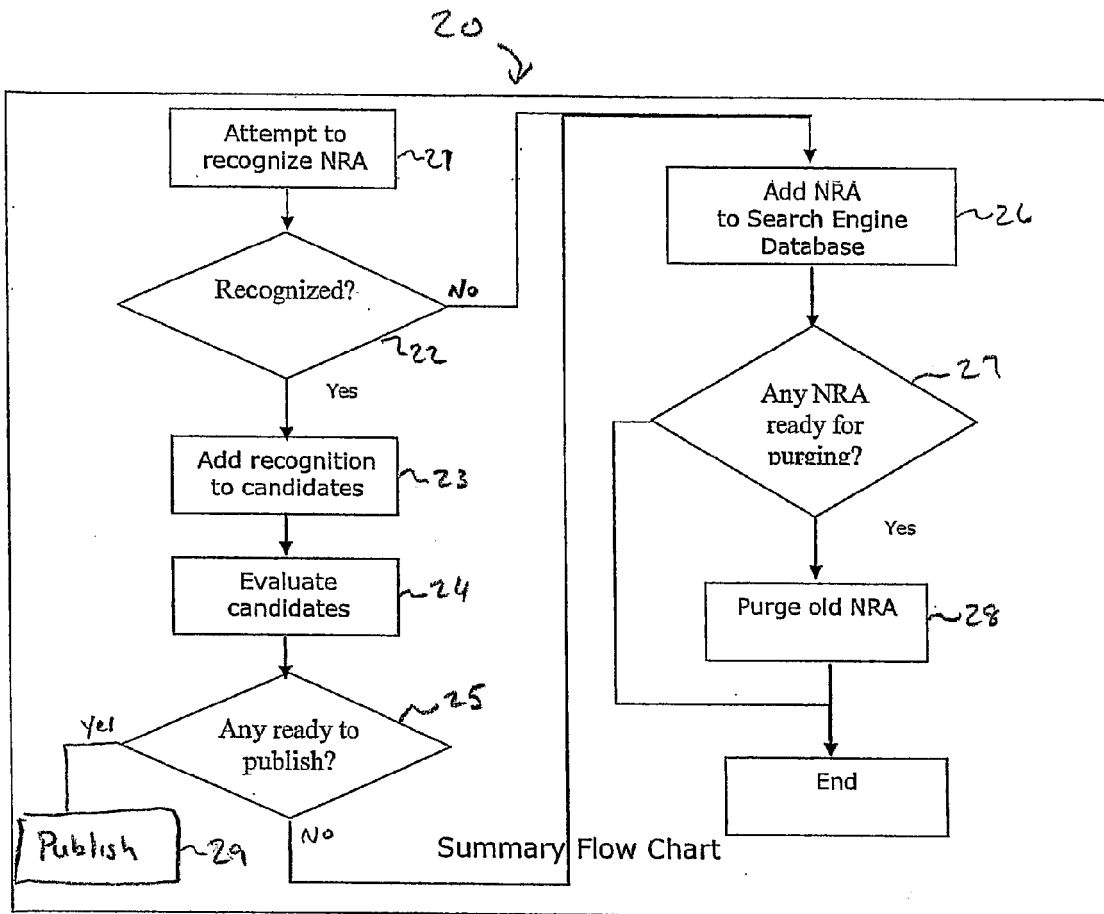 20
Attempt to
recognize NRA
21
Recognized?
No
22
Yes
Add recognition
to candidates
23
Evaluate
candidates
24
Any ready to
publish?
25
Yes
Publish
29
No
Add NRA
to Search Engine
Database
26
Any NRA
ready for
purging?
27
Yes
Purge old NRA
28
End
Summary Flow Chart